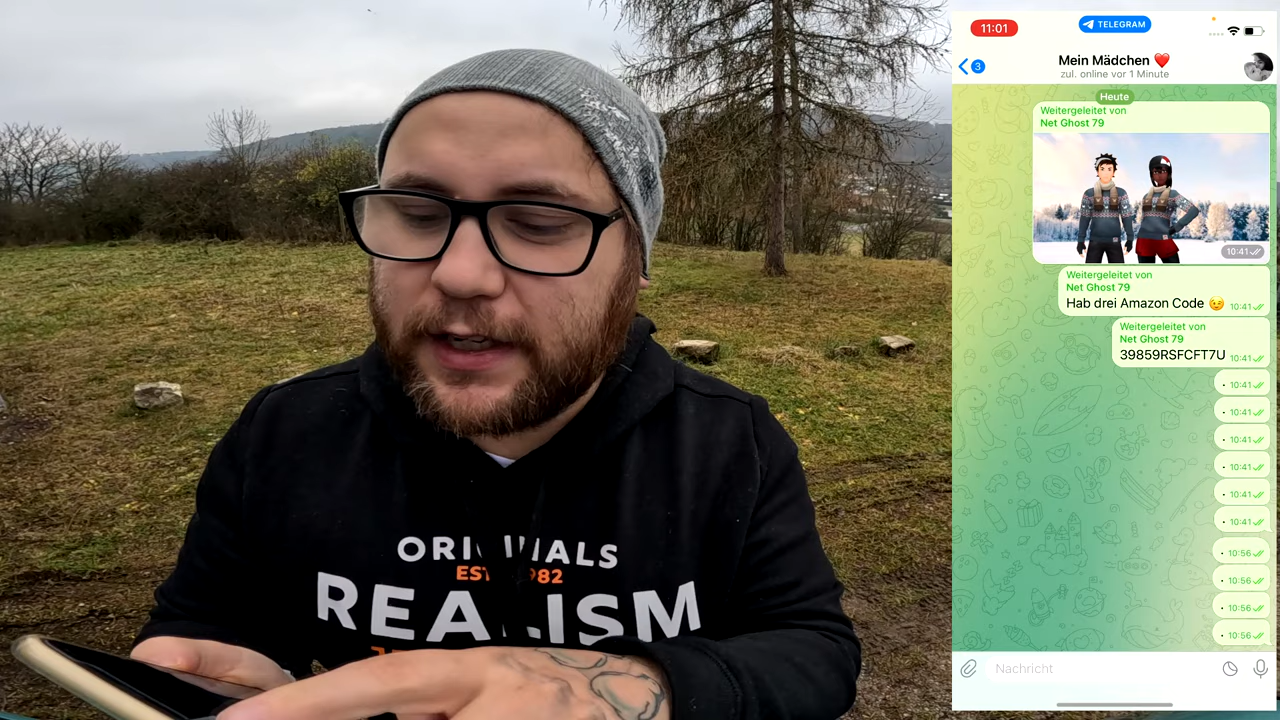 ORIGINALS
EST 1982
REALISM
11:01
TELEGRAM
3
Mein Mädchen ❤️
zul. online vor 1 Minute
Heute
Weitergeleitet von
Net Ghost 79
10:41
Weitergeleitet von
Net Ghost 79
Hab drei Amazon Code 😉 10:41
Weitergeleitet von
Net Ghost 79
39859RSFCFT7U 10:41
· 10:41
· 10:41
· 10:41
· 10:41
· 10:41
· 10:41
· 10:56
· 10:56
· 10:56
· 10:56
Nachricht